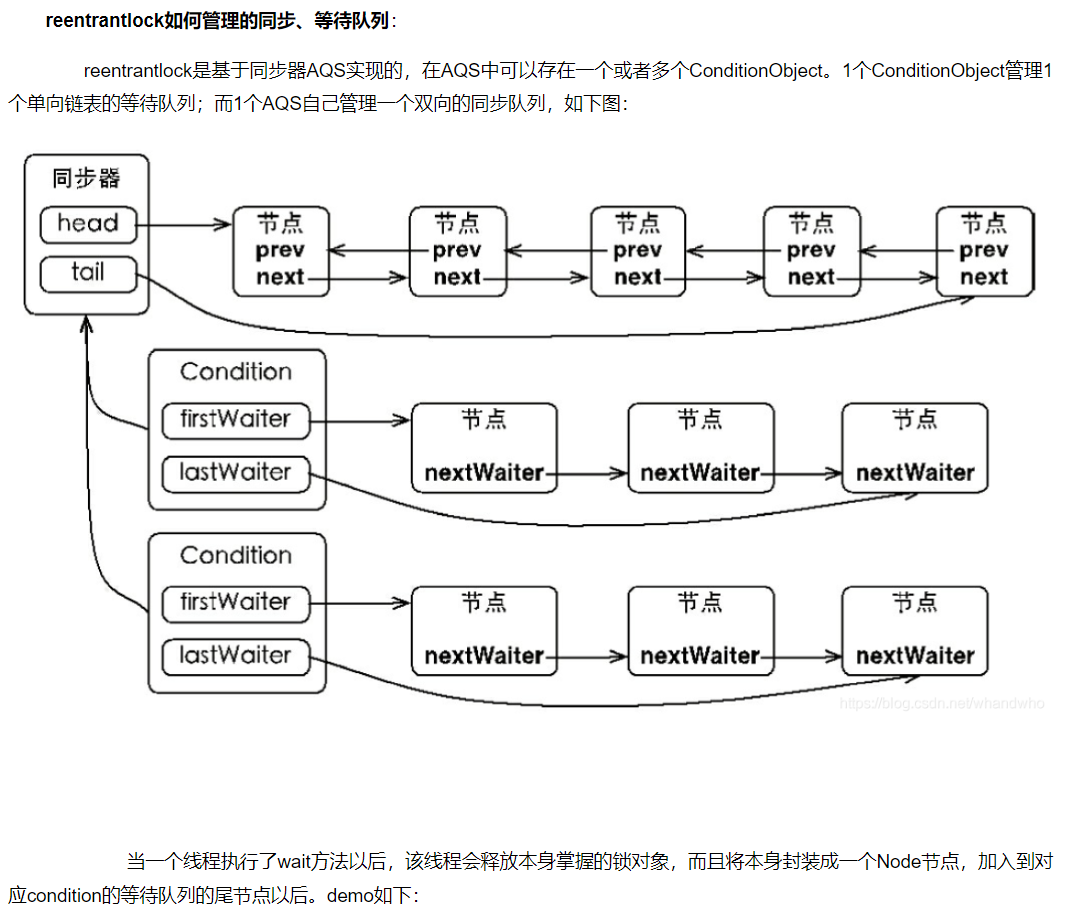 reentrantlock如何管理的同步、等待队列：
reentrantlock是基于同步器AQS实现的，在AQS中可以存在一个或者多个ConditionObject。1个ConditionObject管理1
个单向链表的等待队列；而1个AQS自己管理一个双向的同步队列，如下图：
同步器
head
tail
节点
prev
next
节点
prev
next
节点
prev
next
节点
prev
next
节点
prev
next
Condition
firstWaiter
lastWaiter
节点
nextWaiter
节点
nextWaiter
节点
nextWaiter
Condition
firstWaiter
lastWaiter
节点
nextWaiter
节点
nextWaiter
节点
nextWaiter
https://blog.csdn.net/whandwho
当一个线程执行了wait方法以后，该线程会释放本身掌握的锁对象，而且将本身封装成一个Node节点，加入到对
应condition的等待队列的尾节点以后。demo如下：